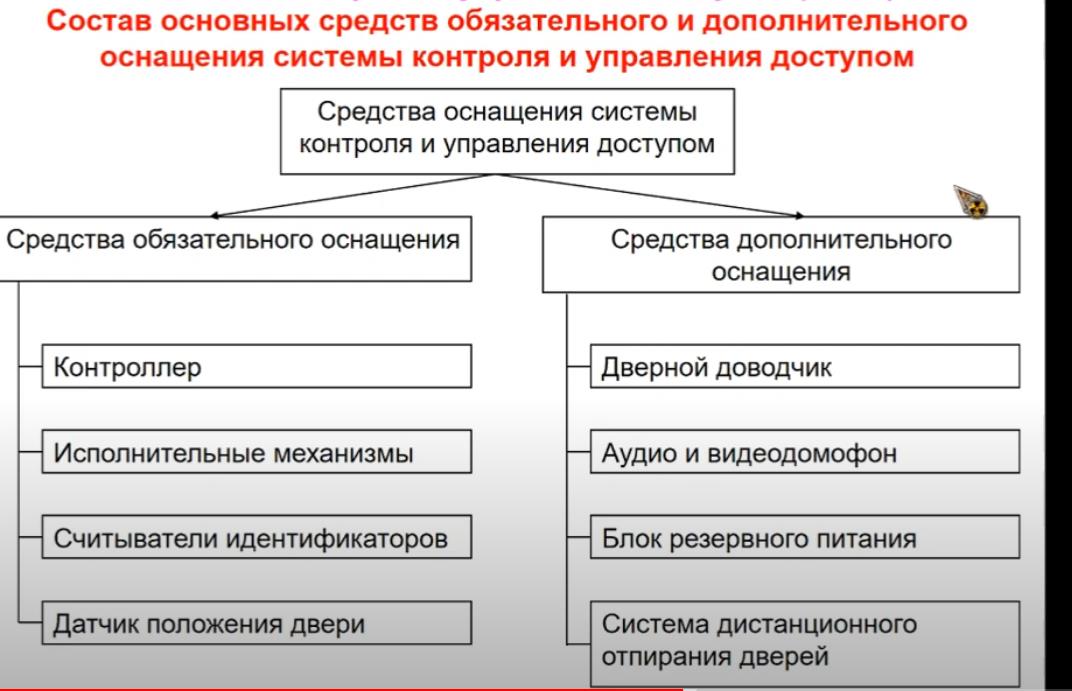 Состав основных средств обязательного и дополнительного
оснащения системы контроля и управления доступом
Средства оснащения системы
контроля и управления доступом
Средства обязательного оснащения
Средства дополнительного
оснащения
Контроллер
Исполнительные механизмы
Считыватели идентификаторов
Датчик положения двери
Дверной доводчик
Аудио и видеодомофон
Блок резервного питания
Система дистанционного
отпирания дверей